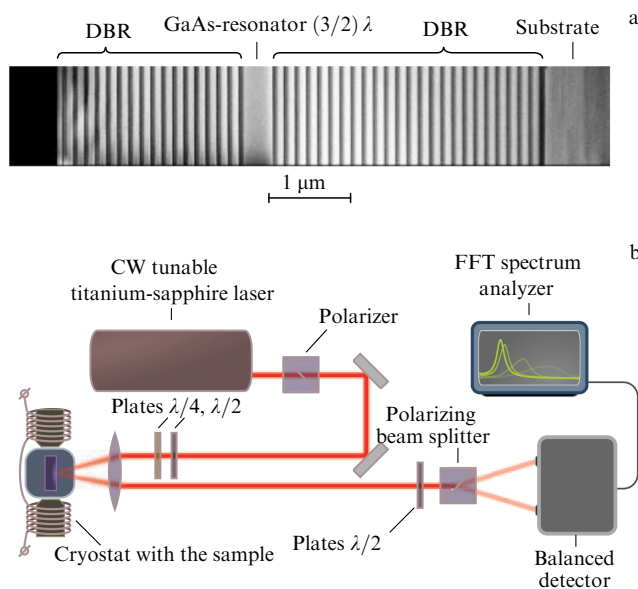 a
DBR
GaAs-resonator (3/2) λ
DBR
Substrate
1 μm
b
CW tunable
titanium-sapphire laser
FFT spectrum
analyzer
Polarizer
Plates λ/4, λ/2
Polarizing
beam splitter
Cryostat with the sample
Plates λ/2
Balanced
detector